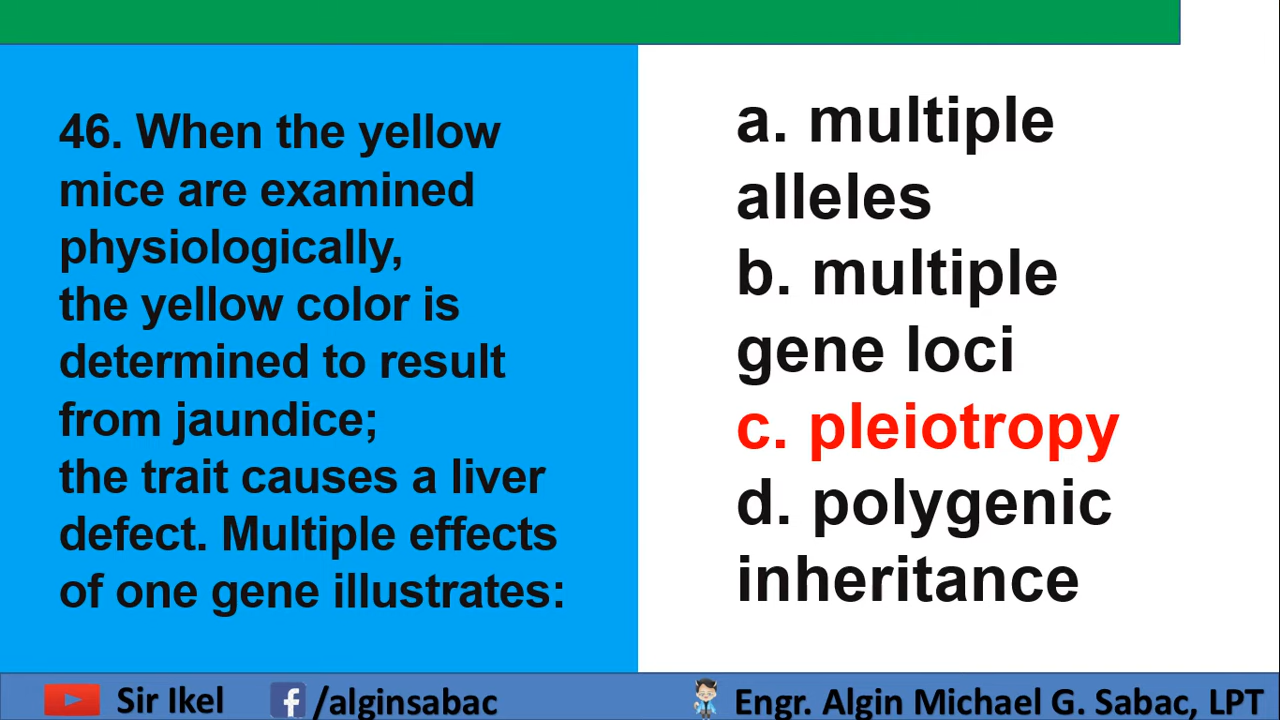 46. When the yellow
mice are examined
physiologically,
the yellow color is
determined to result
from jaundice;
the trait causes a liver
defect. Multiple effects
of one gene illustrates:
a. multiple
alleles
b. multiple
gene loci
c. pleiotropy
d. polygenic
inheritance
Sir Ikel
/alginsabac
Engr. Algin Michael G. Sabac, LPT